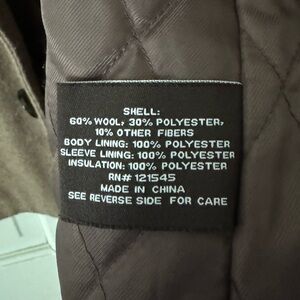 SHELL:
60% WOOL, 30% POLYESTER,
10% OTHER FIBERS
BODY LINING: 100% POLYESTER
SLEEVE LINING: 100% POLYESTER
INSULATION: 100% POLYESTER
RN# 121545
MADE IN CHINA
SEE REVERSE SIDE FOR CARE